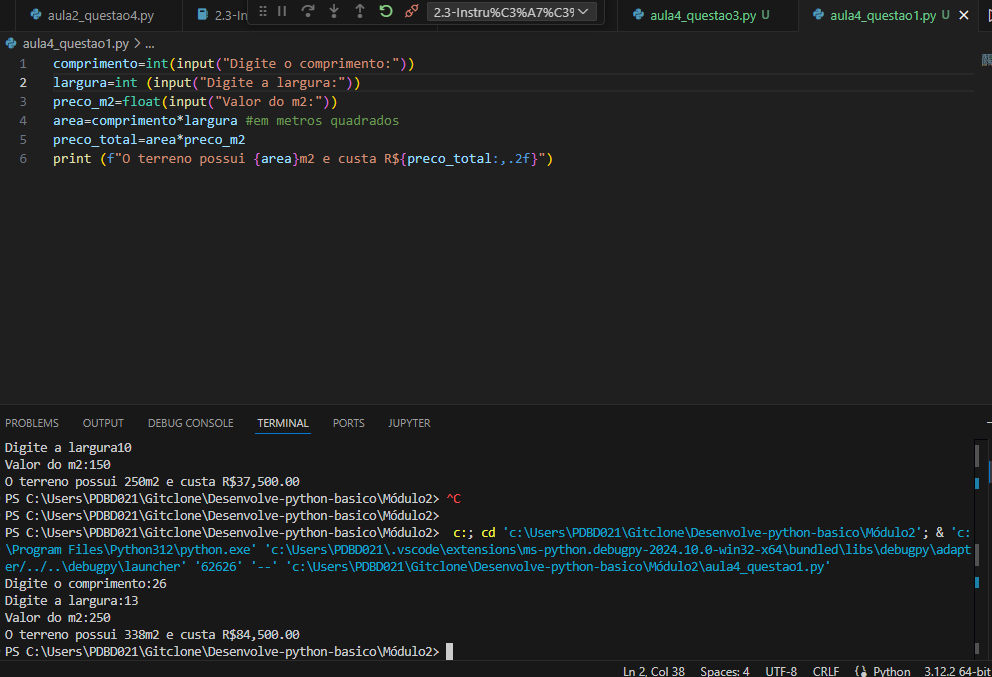 aula2_questao4.py
2.3-In
2.3-Instru%C3%A7%C3%
aula4_questao3.py U
aula4_questao1.py U
aula4_questao1.py > ...
1 comprimento=int(input("Digite o comprimento:"))
2 largura=int (input("Digite a largura:"))
3 preco_m2=float(input("Valor do m2:"))
4 area=comprimento*largura #em metros quadrados
5 preco_total=area*preco_m2
6 print (f"O terreno possui {area}m2 e custa R${preco_total:,.2f}")
PROBLEMS OUTPUT DEBUG CONSOLE TERMINAL PORTS JUPYTER
Digite a largura10
Valor do m2:150
O terreno possui 250m2 e custa R$37,500.00
PS C:\Users\PDBD021\Gitclone\Desenvolve-python-basico\Módulo2> ^C
PS C:\Users\PDBD021\Gitclone\Desenvolve-python-basico\Módulo2>
PS C:\Users\PDBD021\Gitclone\Desenvolve-python-basico\Módulo2>  c:; cd 'c:\Users\PDBD021\Gitclone\Desenvolve-python-basico\Módulo2'; & 'c:
\Program Files\Python312\python.exe' 'c:\Users\PDBD021\.vscode\extensions\ms-python.debugpy-2024.10.0-win32-x64\bundled\libs\debugpy\adapt
er/../..\debugpy\launcher' '62626' '--' 'c:\Users\PDBD021\Gitclone\Desenvolve-python-basico\Módulo2\aula4_questao1.py'
Digite o comprimento:26
Digite a largura:13
Valor do m2:250
O terreno possui 338m2 e custa R$84,500.00
PS C:\Users\PDBD021\Gitclone\Desenvolve-python-basico\Módulo2>
Ln 2, Col 38 Spaces: 4 UTF-8 CRLF Python 3.12.2 64-bit